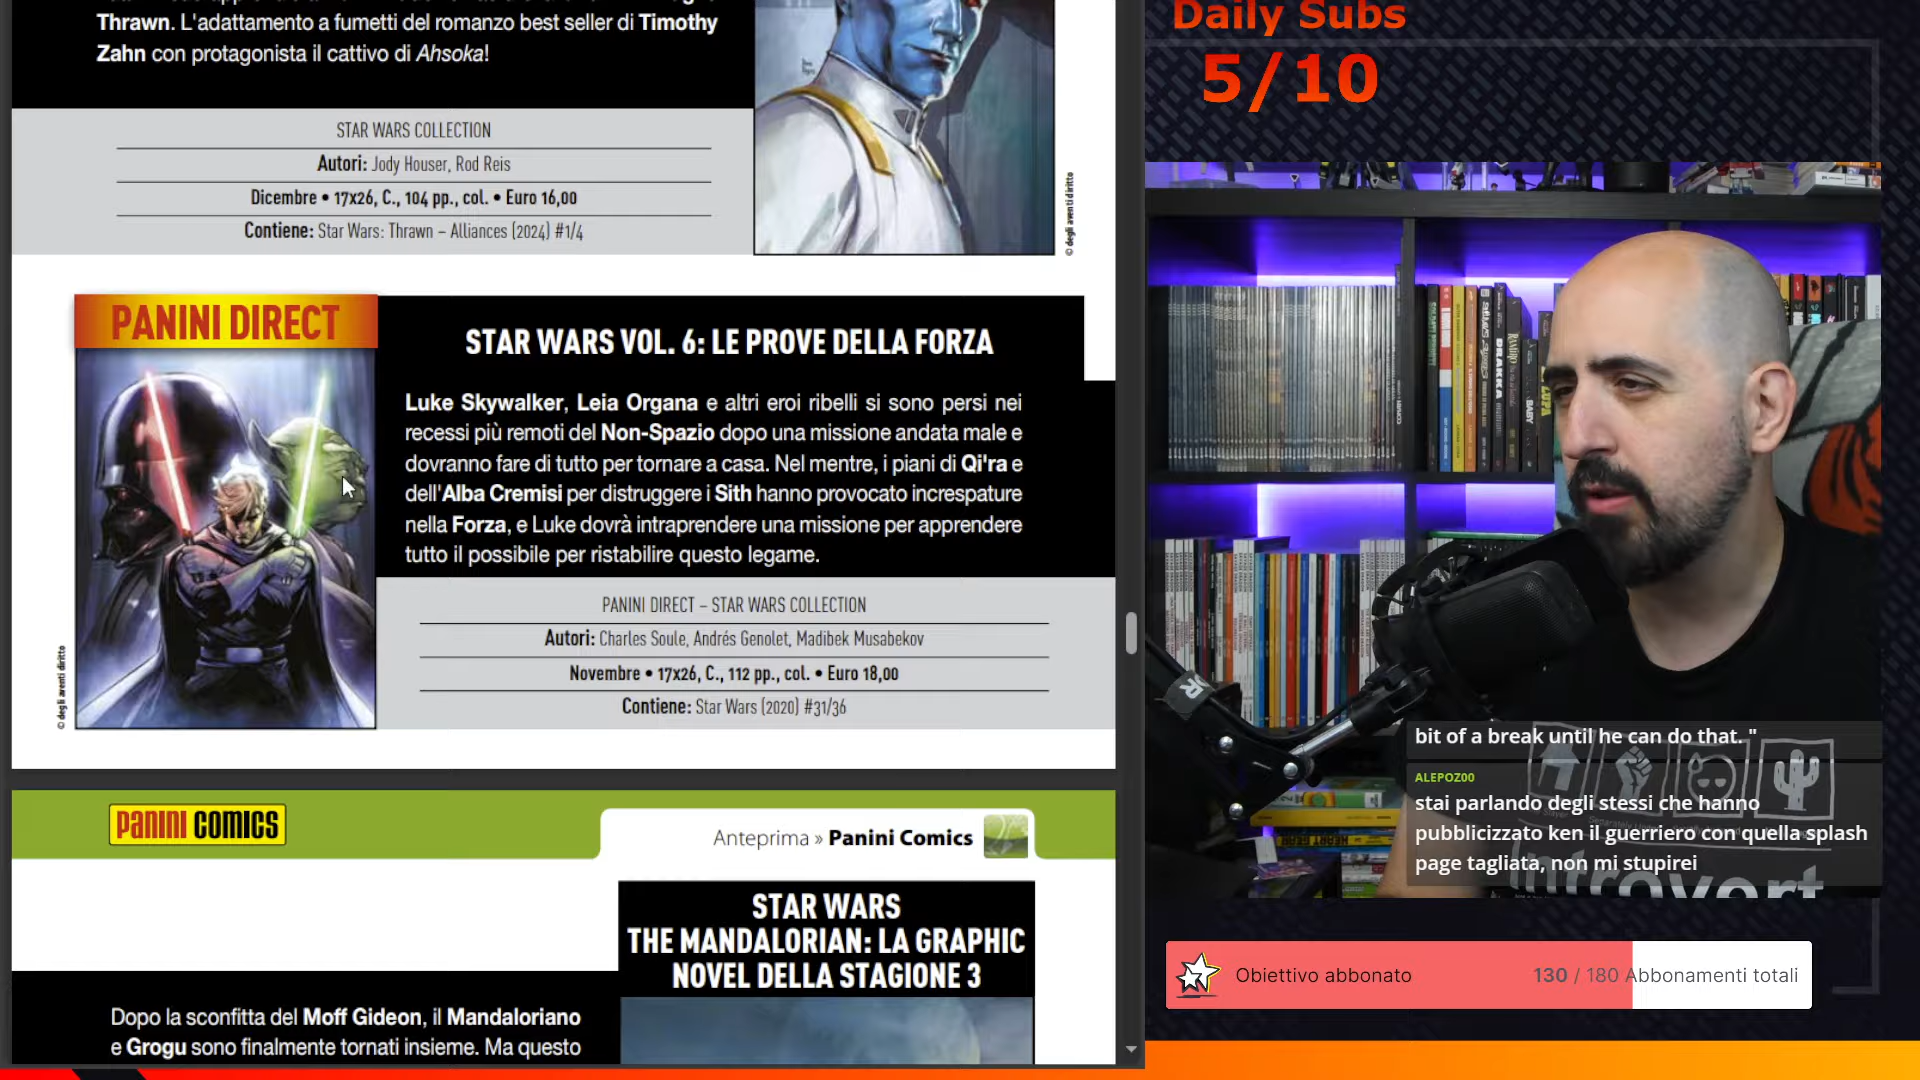 Thrawn. L'adattamento a fumetti del romanzo best seller di Timothy
Zahn con protagonista il cattivo di Ahsoka!
STAR WARS COLLECTION
Autori: Jody Houser, Rod Reis
Dicembre • 17x26, C., 104 pp., col. • Euro 16,00
Contiene: Star Wars: Thrawn – Alliances (2024) #1/4
© degli aventi diritto
PANINI DIRECT
STAR WARS VOL. 6: LE PROVE DELLA FORZA
Luke Skywalker, Leia Organa e altri eroi ribelli si sono persi nei
recessi più remoti del Non-Spazio dopo una missione andata male e
dovranno fare di tutto per tornare a casa. Nel mentre, i piani di Qi'ra e
dell'Alba Cremisi per distruggere i Sith hanno provocato increspature
nella Forza, e Luke dovrà intraprendere una missione per apprendere
tutto il possibile per ristabilire questo legame.
PANINI DIRECT – STAR WARS COLLECTION
Autori: Charles Soule, Andrés Genolet, Madibek Musabekov
Novembre • 17x26, C., 112 pp., col. • Euro 18,00
Contiene: Star Wars (2020) #31/36
© degli aventi diritto
PANINI COMICS
Anteprima » Panini Comics
STAR WARS
THE MANDALORIAN: LA GRAPHIC
NOVEL DELLA STAGIONE 3
Dopo la sconfitta del Moff Gideon, il Mandaloriano
e Grogu sono finalmente tornati insieme. Ma questo
Daily Subs
5/10
DRAKKA
BABY
LUPA
bit of a break until he can do that. "
ALEPOZ00
stai parlando degli stessi che hanno
pubblicizzato ken il guerriero con quella splash
page tagliata, non mi stupirei
introvert
Obiettivo abbonato
130 / 180 Abbonamenti totali